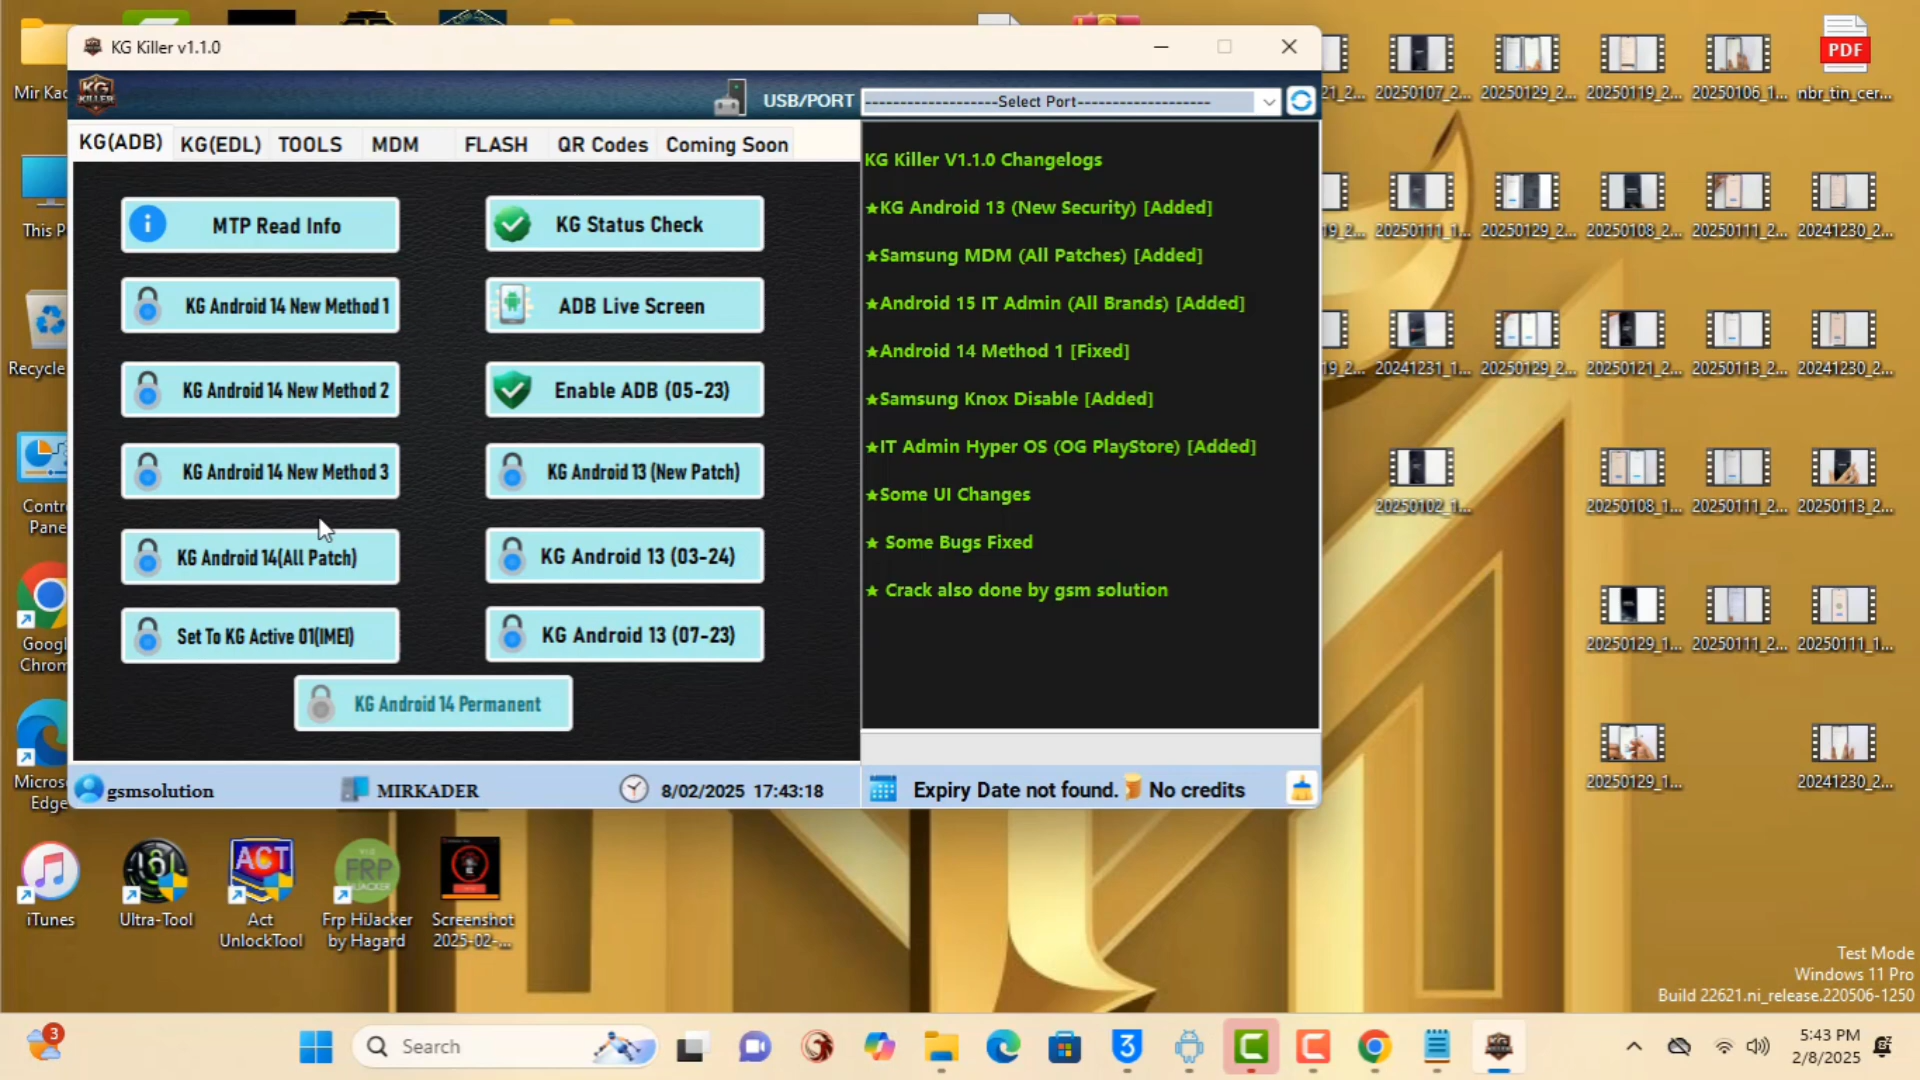 KG Killer v1.1.0
KG KILLER
USB/PORT
-------------------Select Port-------------------
KG(ADB)
KG(EDL)
TOOLS
MDM
FLASH
QR Codes
Coming Soon
MTP Read Info
KG Status Check
KG Android 14 New Method 1
ADB Live Screen
KG Android 14 New Method 2
Enable ADB (05-23)
KG Android 14 New Method 3
KG Android 13 (New Patch)
KG Android 14(All Patch)
KG Android 13 (03-24)
Set To KG Active 01(IMEI)
KG Android 13 (07-23)
KG Android 14 Permanent
KG Killer V1.1.0 Changelogs
★KG Android 13 (New Security) [Added]
★Samsung MDM (All Patches) [Added]
★Android 15 IT Admin (All Brands) [Added]
★Android 14 Method 1 [Fixed]
★Samsung Knox Disable [Added]
★IT Admin Hyper OS (OG PlayStore) [Added]
★Some UI Changes
★ Some Bugs Fixed
★ Crack also done by gsm solution
gsmsolution
MIRKADER
8/02/2025 17:43:18
Expiry Date not found.
No credits
Mir Kac
This P
Recycle
Contr
Pane
Googl
Chrom
Micros
Edge
iTunes
Ultra-Tool
ACT
Act
UnlockTool
FRP
HIJACKER
Frp HiJacker
by Hagard
Screenshot
2025-02-...
21_2...
20250107_2...
20250129_2...
20250119_2...
20250106_1...
PDF
nbr_tin_cer...
19_2...
20250111_1...
20250129_2...
20250108_2...
20250111_2...
20241230_2...
19_2...
20241231_1...
20250129_2...
20250121_2...
20250113_2...
20241230_2...
20250102_1...
20250108_1...
20250111_2...
20250113_2...
20250129_1...
20250111_2...
20250111_1...
20250129_1...
20241230_2...
Test Mode
Windows 11 Pro
Build 22621.ni_release.220506-1250
3
Search
3
5:43 PM
2/8/2025